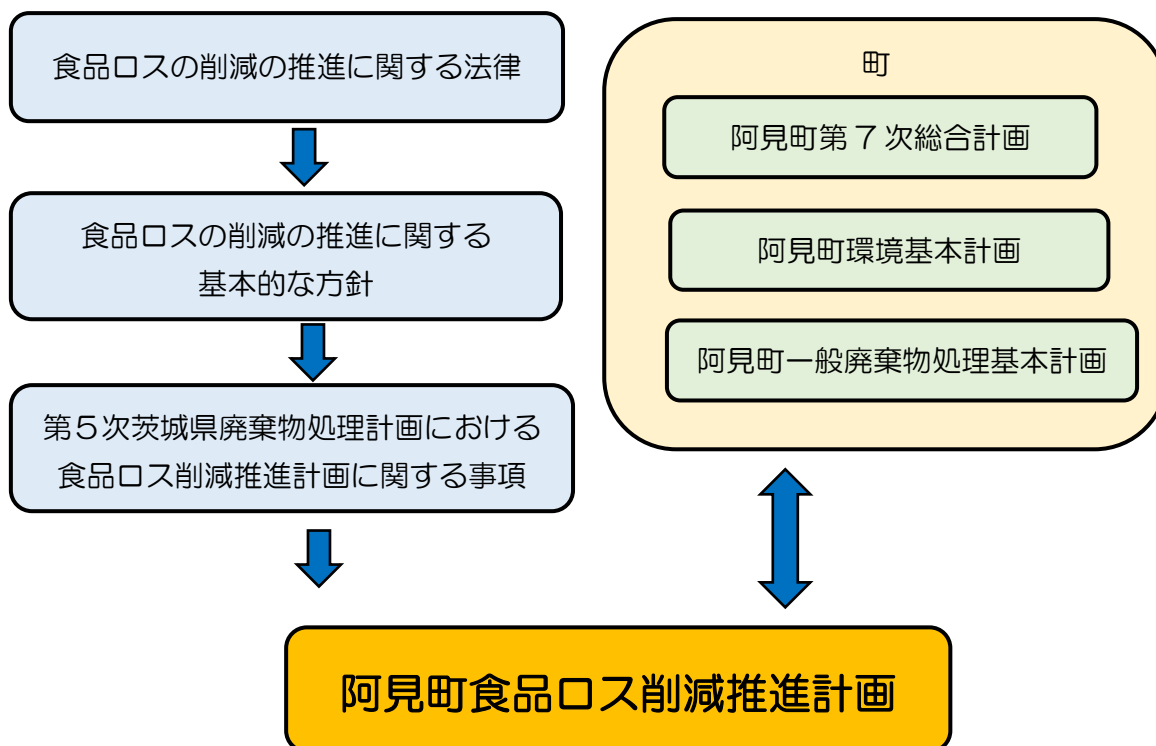 食品ロスの削減の推進に関する法律
食品ロスの削減の推進に関する
基本的な方針
第５次茨城県廃棄物処理計画における
食品ロス削減推進計画に関する事項
町
阿見町第７次総合計画
阿見町環境基本計画
阿見町一般廃棄物処理基本計画
阿見町食品ロス削減推進計画